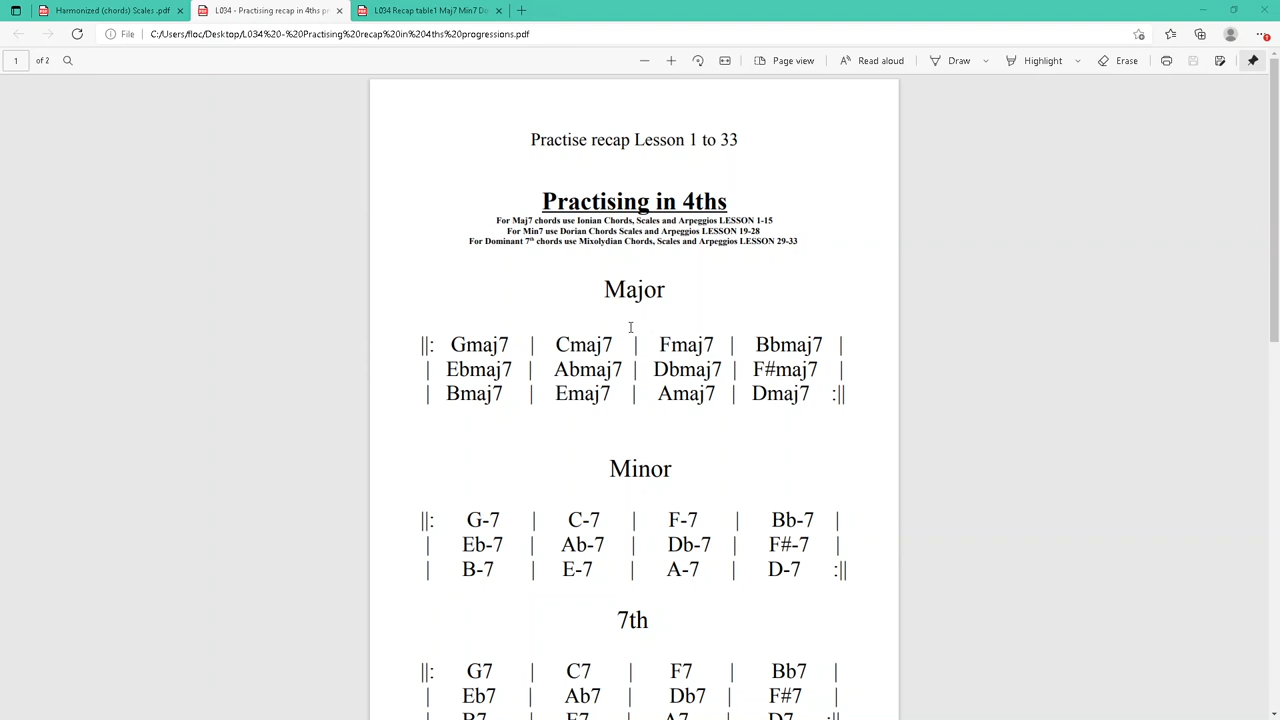 Harmonized (chords) Scales .pdf
L034 - Practising recap in 4ths pr
L034 Recap table1 Maj7 Min7 Do
File
C:/Users/floc/Desktop/L034%20-%20Practising%20recap%20in%204ths%20progressions.pdf
1 of 2
Page view
Read aloud
Draw
Highlight
Erase
Practise recap Lesson 1 to 33
Practising in 4ths
For Maj7 chords use Ionian Chords, Scales and Arpeggios LESSON 1-15
For Min7 use Dorian Chords Scales and Arpeggios LESSON 19-28
For Dominant 7th chords use Mixolydian Chords, Scales and Arpeggios LESSON 29-33
Major
||: Gmaj7 | Cmaj7 | Fmaj7 | Bbmaj7 |
| Ebmaj7 | Abmaj7 | Dbmaj7 | F#maj7 |
| Bmaj7 | Emaj7 | Amaj7 | Dmaj7 :||
Minor
||: G-7 | C-7 | F-7 | Bb-7 |
| Eb-7 | Ab-7 | Db-7 | F#-7 |
| B-7 | E-7 | A-7 | D-7 :||
7th
||: G7 | C7 | F7 | Bb7 |
| Eb7 | Ab7 | Db7 | F#7 |